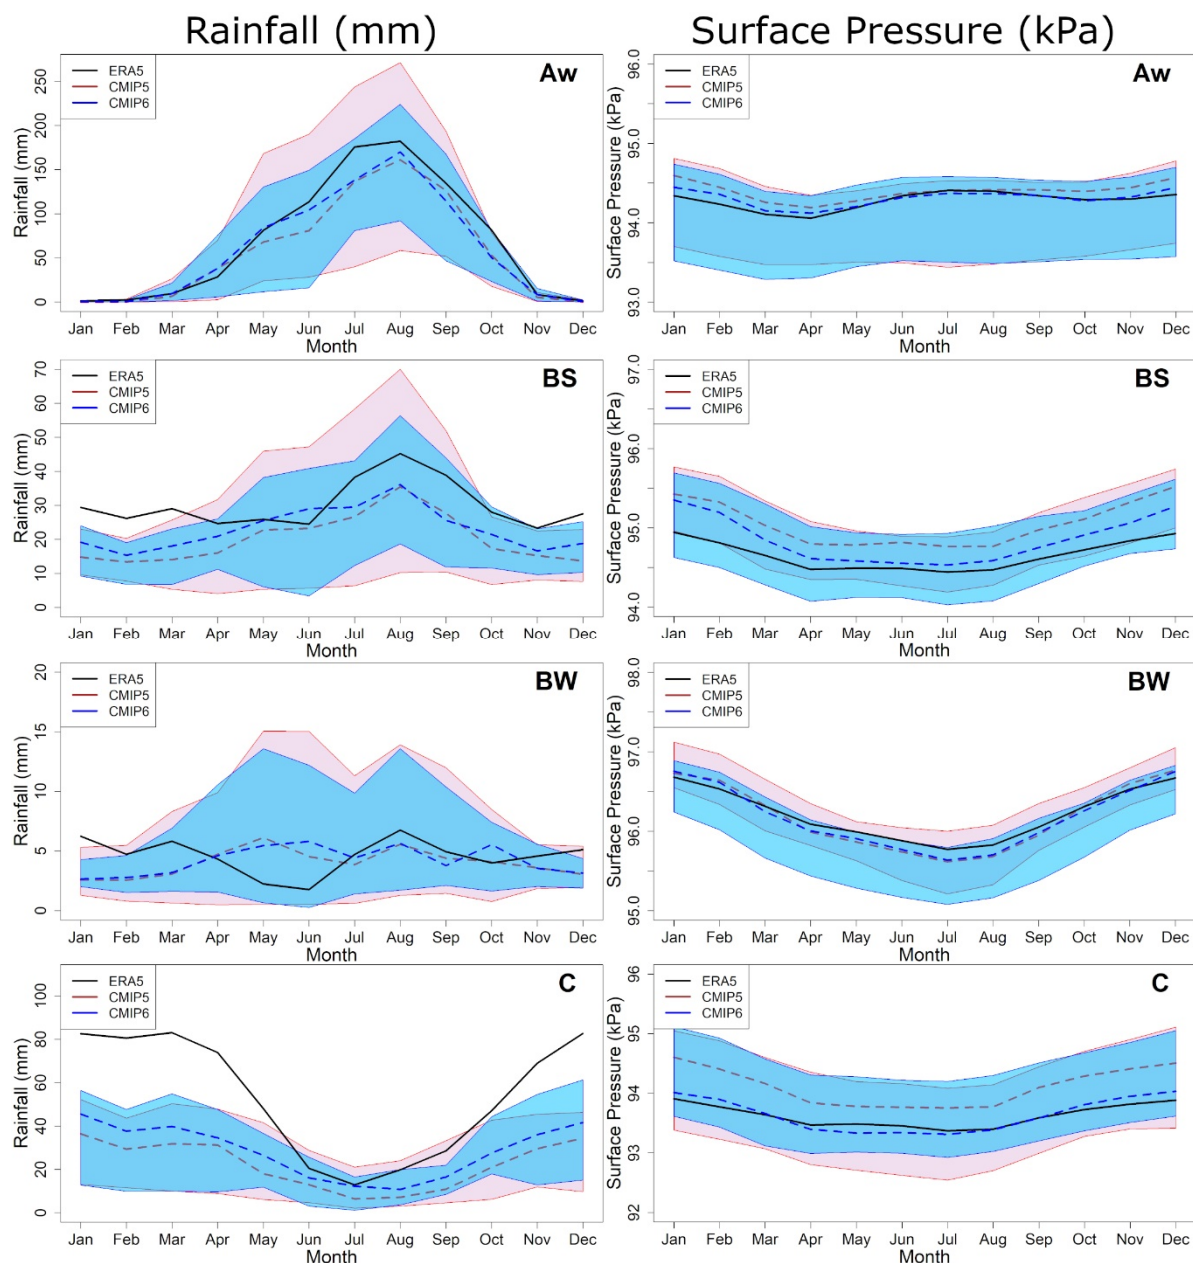 Rainfall (mm)
Surface Pressure (kPa)
Rainfall (mm)
0 50 100 150 200 250
ERA5
CMIP5
CMIP6
Aw
Jan Feb Mar Apr May Jun Jul Aug Sep Oct Nov Dec
Month
Surface Pressure (kPa)
93.0 94.0 95.0 96.0
ERA5
CMIP5
CMIP6
Aw
Jan Feb Mar Apr May Jun Jul Aug Sep Oct Nov Dec
Month
Rainfall (mm)
0 10 20 30 40 50 60 70
ERA5
CMIP5
CMIP6
BS
Jan Feb Mar Apr May Jun Jul Aug Sep Oct Nov Dec
Month
Surface Pressure (kPa)
94.0 95.0 96.0 97.0
ERA5
CMIP5
CMIP6
BS
Jan Feb Mar Apr May Jun Jul Aug Sep Oct Nov Dec
Month
Rainfall (mm)
0 5 10 15 20
ERA5
CMIP5
CMIP6
BW
Jan Feb Mar Apr May Jun Jul Aug Sep Oct Nov Dec
Month
Surface Pressure (kPa)
95.0 96.0 97.0 98.0
ERA5
CMIP5
CMIP6
BW
Jan Feb Mar Apr May Jun Jul Aug Sep Oct Nov Dec
Month
Rainfall (mm)
0 20 40 60 80 100
ERA5
CMIP5
CMIP6
C
Jan Feb Mar Apr May Jun Jul Aug Sep Oct Nov Dec
Month
Surface Pressure (kPa)
92 93 94 95 96
ERA5
CMIP5
CMIP6
C
Jan Feb Mar Apr May Jun Jul Aug Sep Oct Nov Dec
Month